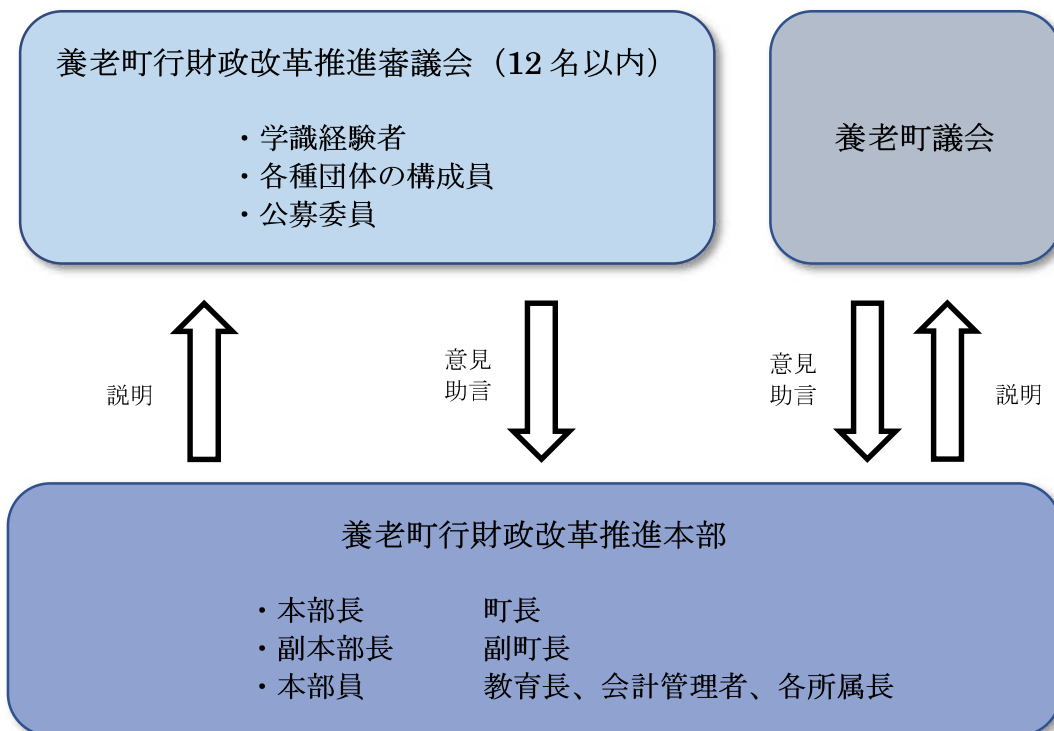 養老町行財政改革推進審議会（12名以内）
・学識経験者
・各種団体の構成員
・公募委員
養老町議会
説明
意見
助言
意見
助言
説明
養老町行財政改革推進本部
・本部長 町長
・副本部長 副町長
・本部員 教育長、会計管理者、各所属長